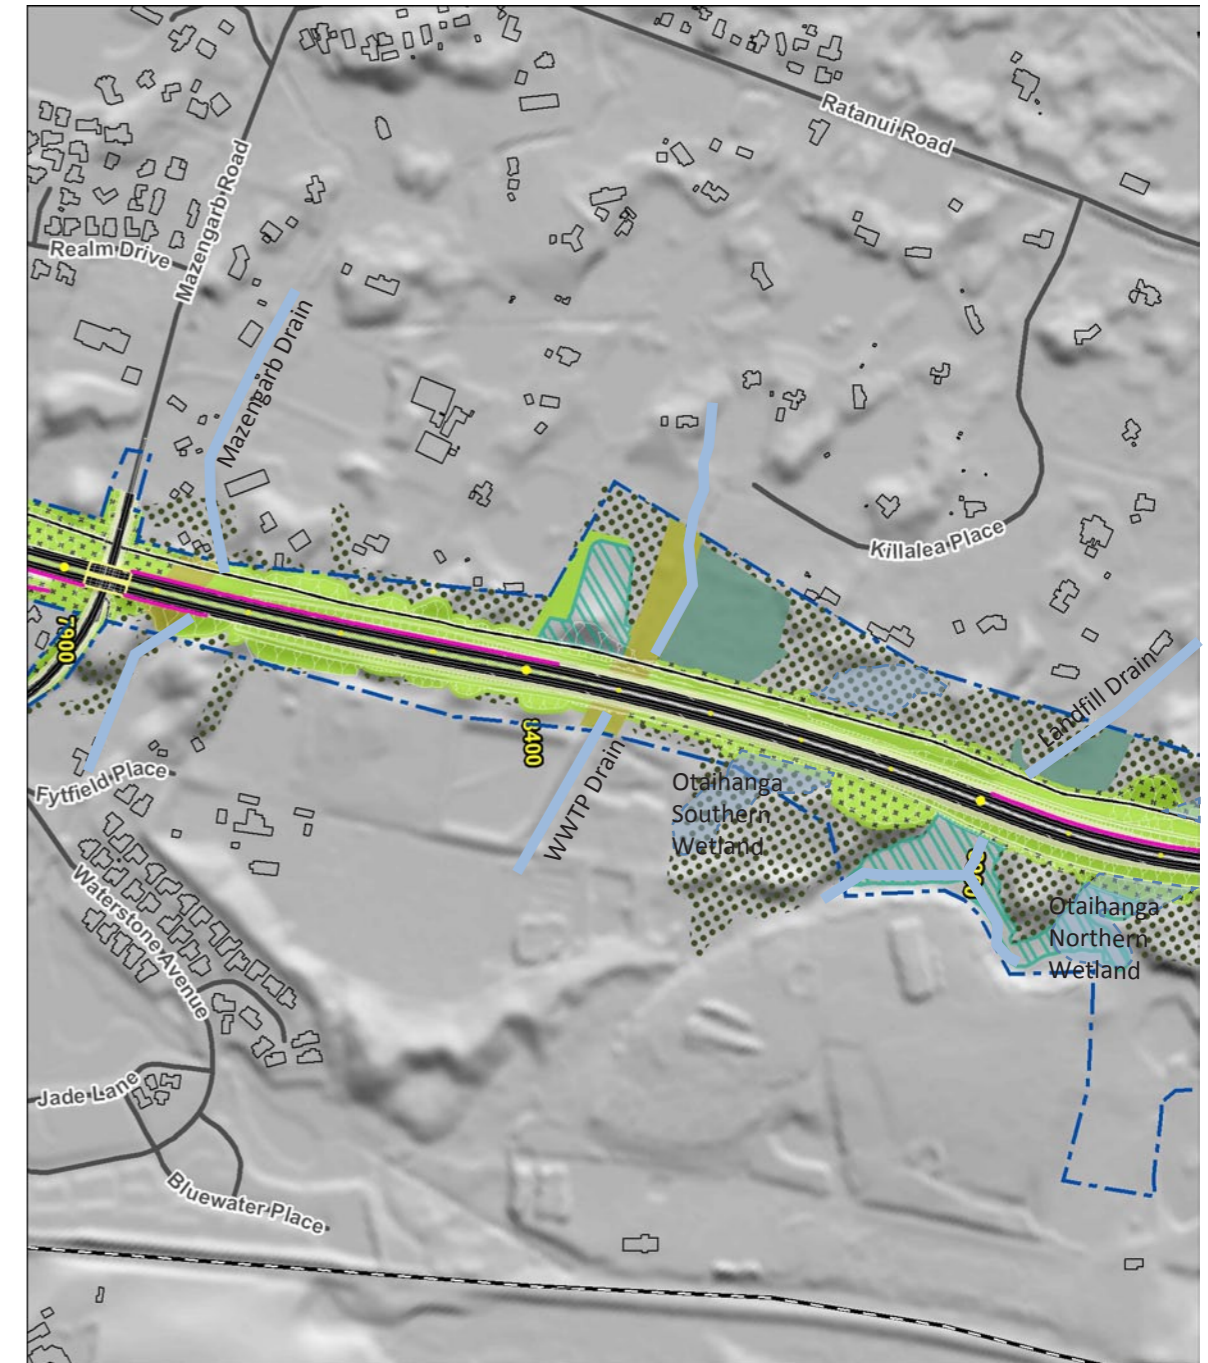 Ratanui Road
Mazengarb Road
Realm Drive
Mazengarb Drain
Killalea Place
7900
Landfill Drain
8400
WWTP Drain
Fytfield Place
Otaihanga
Southern
Wetland
Waterstone Avenue
Otaihanga
Northern
Wetland
Jade Lane
Bluewater Place